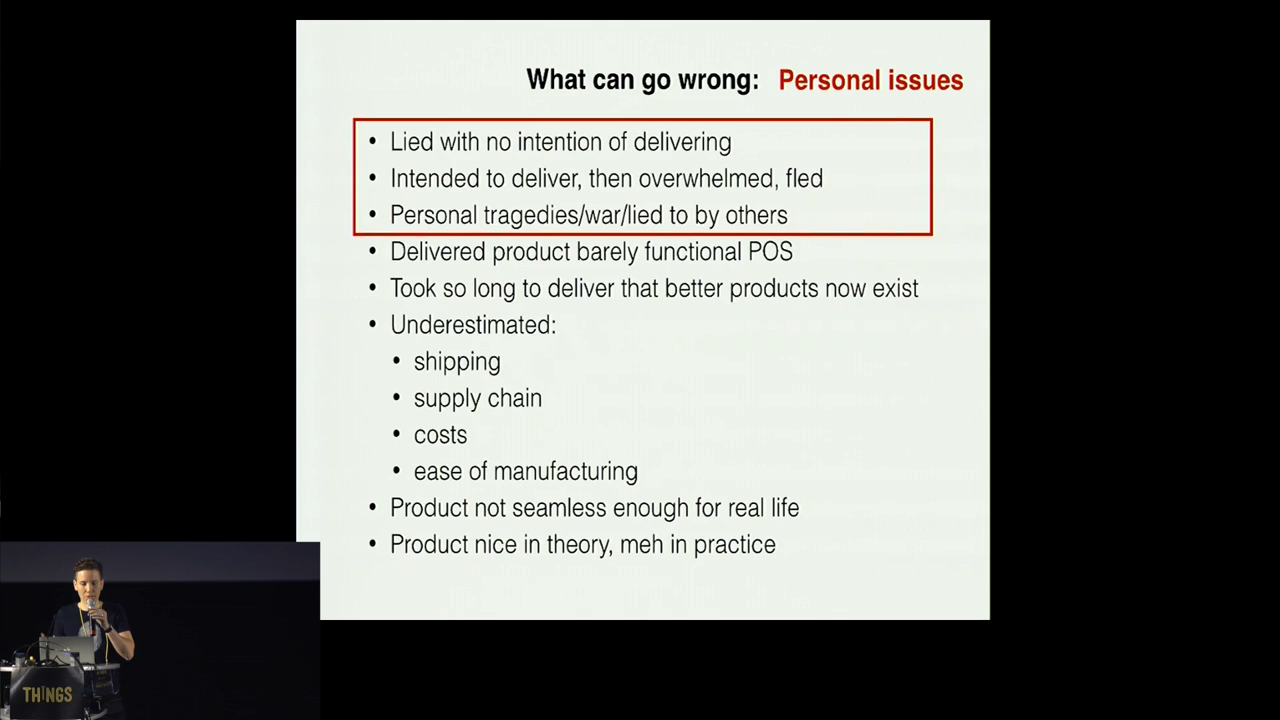 What can go wrong: Personal issues
• Lied with no intention of delivering
• Intended to deliver, then overwhelmed, fled
• Personal tragedies/war/lied to by others
• Delivered product barely functional POS
• Took so long to deliver that better products now exist
• Underestimated:
• shipping
• supply chain
• costs
• ease of manufacturing
• Product not seamless enough for real life
• Product nice in theory, meh in practice
THINGS